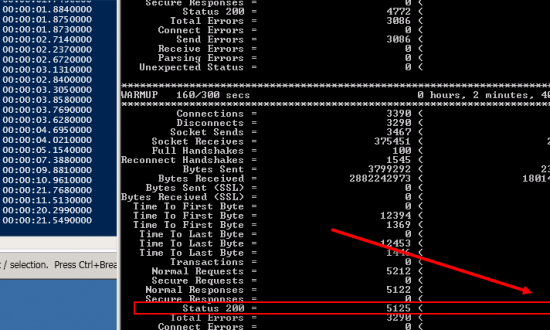 00:00:01.8840000
00:00:01.8750000
00:00:01.8730000
00:00:02.7140000
00:00:02.2370000
00:00:02.6720000
00:00:03.1310000
00:00:02.8400000
00:00:03.3050000
00:00:03.8580000
00:00:03.7690000
00:00:03.6280000
00:00:04.6950000
00:00:04.0210000
00:00:05.1540000
00:00:07.3880000
00:00:09.8810000
00:00:10.9610000
00:00:21.7680000
00:00:11.5130000
00:00:20.2990000
00:00:21.5490000
/ selection. Press Ctrl+Brea
Secure Responses = 0 (
Status 200 = 4772 (
Total Errors = 3086 (
Connect Errors = 0 (
Send Errors = 3086 (
Receive Errors = 0 (
Parsing Errors = 0 (
Unexpected Status = 0 (
*****************************************************
WARMUP 160/300 secs 0 hours, 2 minutes, 40
*****************************************************
Connections = 3390 (
Disconnects = 3290 (
Socket Sends = 3467 (
Socket Receives = 375451 ( 2
Full Handshakes = 100 (
Reconnect Handshakes = 1545 (
Bytes Sent = 3799292 ( 23
Bytes Received = 2882242973 ( 18014
Bytes Sent (SSL) = 0 (
Bytes Received (SSL) = 0 (
Time To First Byte = 0 (
Time To First Byte = 12394 (
Time To First Byte = 1369 (
Time To Last Byte = 0 (
Time To Last Byte = 12453 (
Time To Last Byte = 1446 (
Transactions = 0 (
Normal Requests = 5212 (
Secure Requests = 0 (
Normal Responses = 5122 (
Secure Responses = 0 (
Status 200 = 5125 (
Total Errors = 3290 (
Connect Errors = 0 (